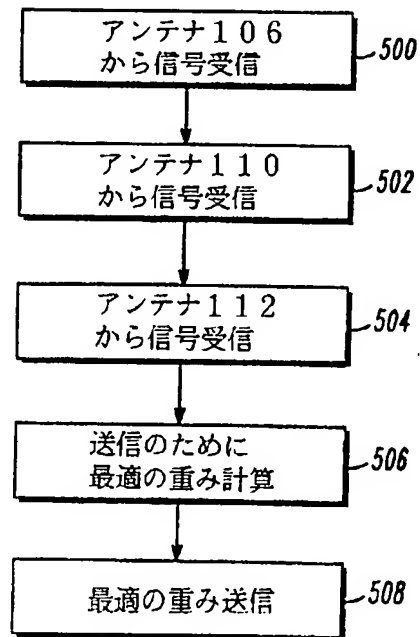 アンテナ106
から信号受信
500
アンテナ110
から信号受信
502
アンテナ112
から信号受信
504
送信のために
最適の重み計算
506
最適の重み送信
508